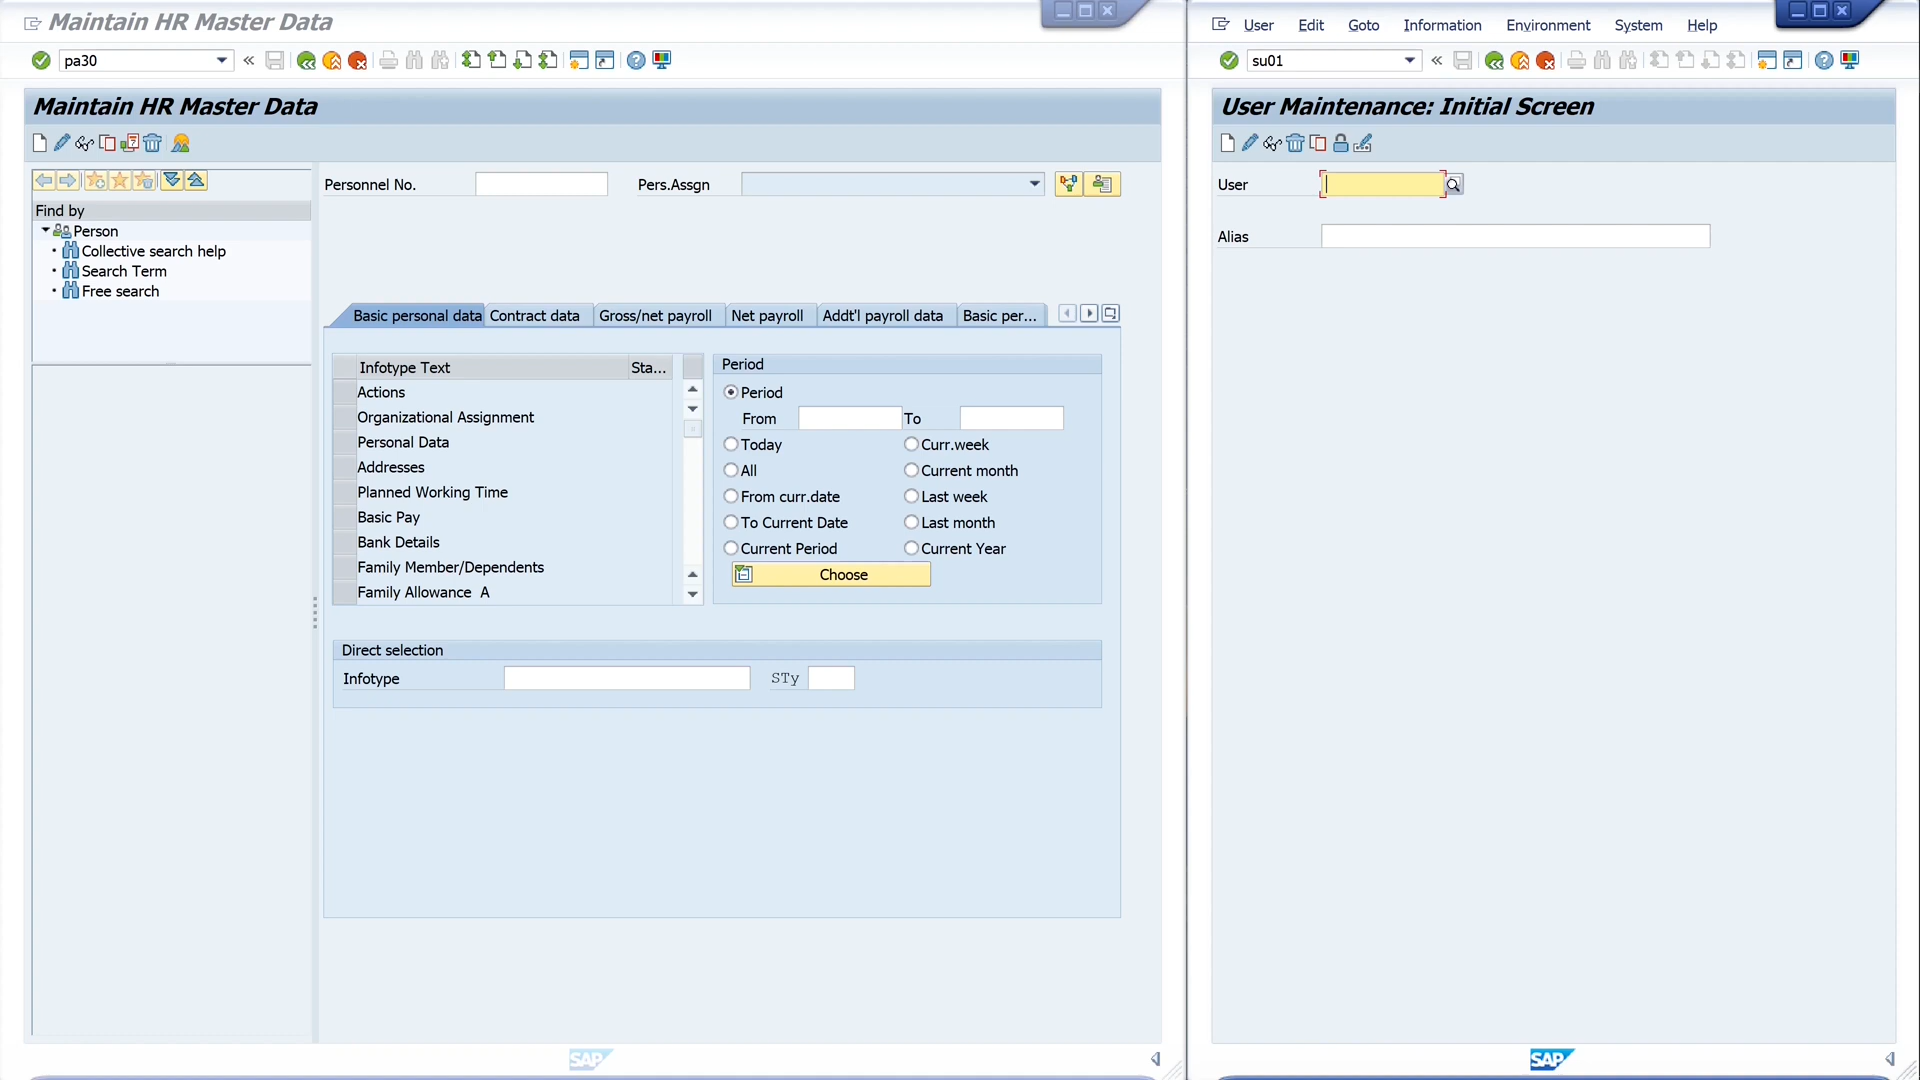 Maintain HR Master Data
pa30
Maintain HR Master Data
Find by
Person
Collective search help
Search Term
Free search
Personnel No.
Pers.Assgn
Basic personal data
Contract data
Gross/net payroll
Net payroll
Addt'l payroll data
Basic per...
Infotype Text
Sta...
Actions
Organizational Assignment
Personal Data
Addresses
Planned Working Time
Basic Pay
Bank Details
Family Member/Dependents
Family Allowance A
Period
Period
From
To
Today
Curr.week
All
Current month
From curr.date
Last week
To Current Date
Last month
Current Period
Current Year
Choose
Direct selection
Infotype
STy
SAP
User
Edit
Goto
Information
Environment
System
Help
su01
User Maintenance: Initial Screen
User
Alias
SAP